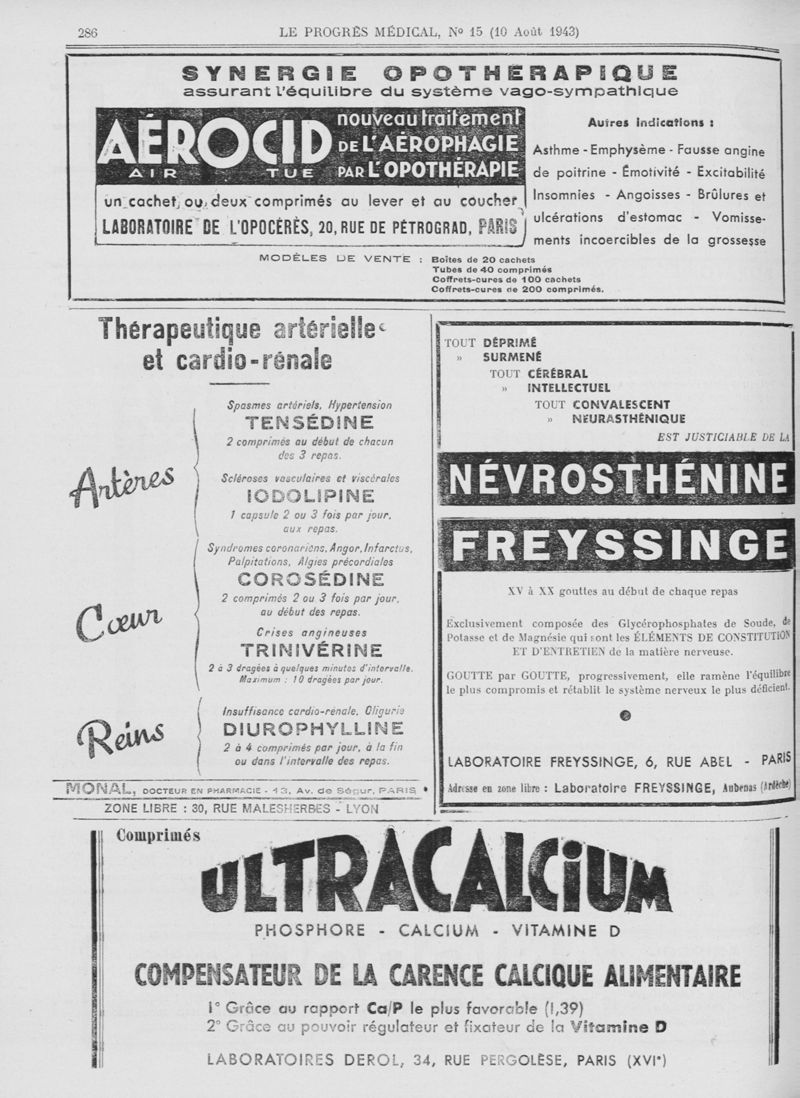 286
LE PROGRÈS MÉDICAL, No 15 (10 Août 1943)
SYNERGIE OPOTHERAPIQUE
assurant l'équilibre du système vago-sympathique
AÉROCID
AIR TUE
nouveau traitement
DE L'AÉROPHAGIE
PAR L'OPOTHÉRAPIE
un cachet ou deux comprimés au lever et au coucher
LABORATOIRE DE L'OPOCÉRÈS, 20, RUE DE PÉTROGRAD, PARIS
Autres indications :
Asthme - Emphysème - Fausse angine
de poitrine - Émotivité - Excitabilité
Insomnies - Angoisses - Brûlures et
ulcérations d'estomac - Vomisse-
ments incoercibles de la grossesse
MODÈLES DE VENTE : Boîtes de 20 cachets
Tubes de 40 comprimés
Coffrets-cures de 100 cachets
Coffrets-cures de 200 comprimés.
Thérapeutique artérielle
et cardio-rénale
Artères
Spasmes artériels, Hypertension
TENSÉDINE
2 comprimés au début de chacun
des 3 repas.
Scléroses vasculaires et viscérales
IODOLIPINE
1 capsule 2 ou 3 fois par jour,
aux repas.
Cœur
Syndromes coronariens, Angor, Infarctus,
Palpitations, Algies précordiales
COROSÉDINE
2 comprimés 2 ou 3 fois par jour,
au début des repas.
Crises angineuses
TRINIVÉRINE
2 à 3 dragées à quelques minutes d'intervalle.
Maximum : 10 dragées par jour.
Reins
Insuffisance cardio-rénale, Oligurie
DIUROPHYLLINE
2 à 4 comprimés par jour, à la fin
ou dans l'intervalle des repas.
MONAL, DOCTEUR EN PHARMACIE - 13, Av. de Ségur, PARIS
ZONE LIBRE : 30, RUE MALESHERBES - LYON
TOUT DÉPRIMÉ
» SURMENÉ
TOUT CÉRÉBRAL
» INTELLECTUEL
TOUT CONVALESCENT
» NEURASTHÉNIQUE
EST JUSTICIABLE DE LA
NÉVROSTHÉNINE
FREYSSINGE
XV à XX gouttes au début de chaque repas
Exclusivement composée des Glycérophosphates de Soude, de
Potasse et de Magnésie qui sont les ÉLÉMENTS DE CONSTITUTION
ET D'ENTRETIEN de la matière nerveuse.
GOUTTE par GOUTTE, progressivement, elle ramène l'équilibre
le plus compromis et rétablit le système nerveux le plus déficient.
LABORATOIRE FREYSSINGE, 6, RUE ABEL - PARIS
Adresse en zone libre : Laboratoire FREYSSINGE, Aubenas (Ardèche)
Comprimés
ULTRACALCiUM
PHOSPHORE - CALCIUM - VITAMINE D
COMPENSATEUR DE LA CARENCE CALCIQUE ALIMENTAIRE
1° Grâce au rapport Ca/P le plus favorable (1,39)
2° Grâce au pouvoir régulateur et fixateur de la Vitamine D
LABORATOIRES DEROL, 34, RUE PERGOLÈSE, PARIS (XVIe)